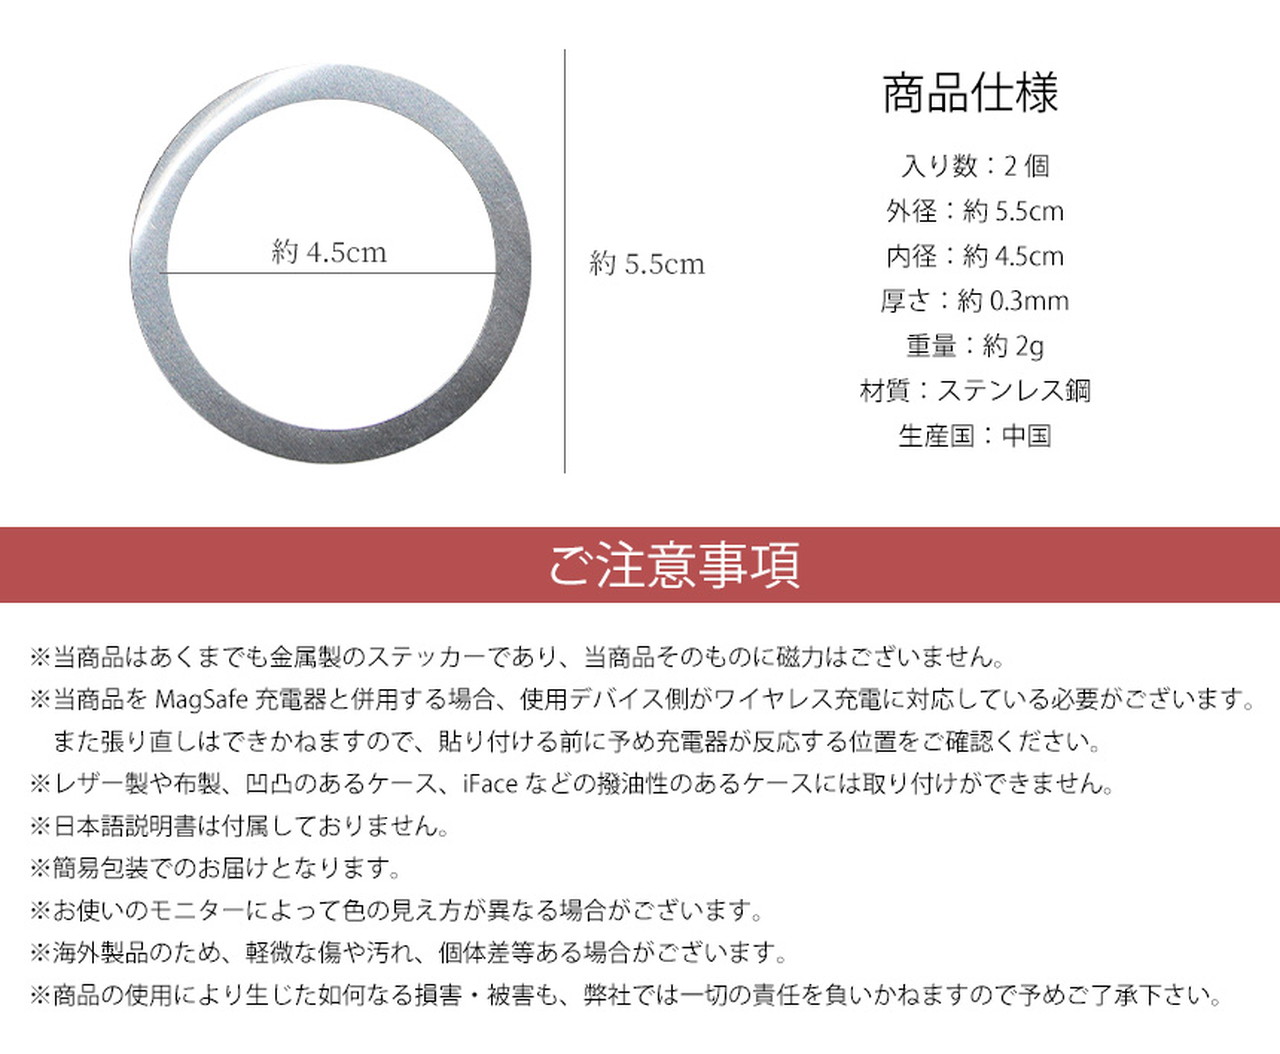 約 4.5cm
約 5.5cm
商品仕様
入り数：2 個
外径：約 5.5cm
内径：約 4.5cm
厚さ：約 0.3mm
重量：約 2g
材質：ステンレス鋼
生産国：中国
ご注意事項
※当商品はあくまでも金属製のステッカーであり、当商品そのものに磁力はございません。
※当商品を MagSafe 充電器と併用する場合、使用デバイス側がワイヤレス充電に対応している必要がございます。
また張り直しはできかねますので、貼り付ける前に予め充電器が反応する位置をご確認ください。
※レザー製や布製、凹凸のあるケース、iFace などの撥油性のあるケースには取り付けができません。
※日本語説明書は付属しておりません。
※簡易包装でのお届けとなります。
※お使いのモニターによって色の見え方が異なる場合がございます。
※海外製品のため、軽微な傷や汚れ、個体差等ある場合がございます。
※商品の使用により生じた如何なる損害・被害も、弊社では一切の責任を負いかねますので予めご了承下さい。